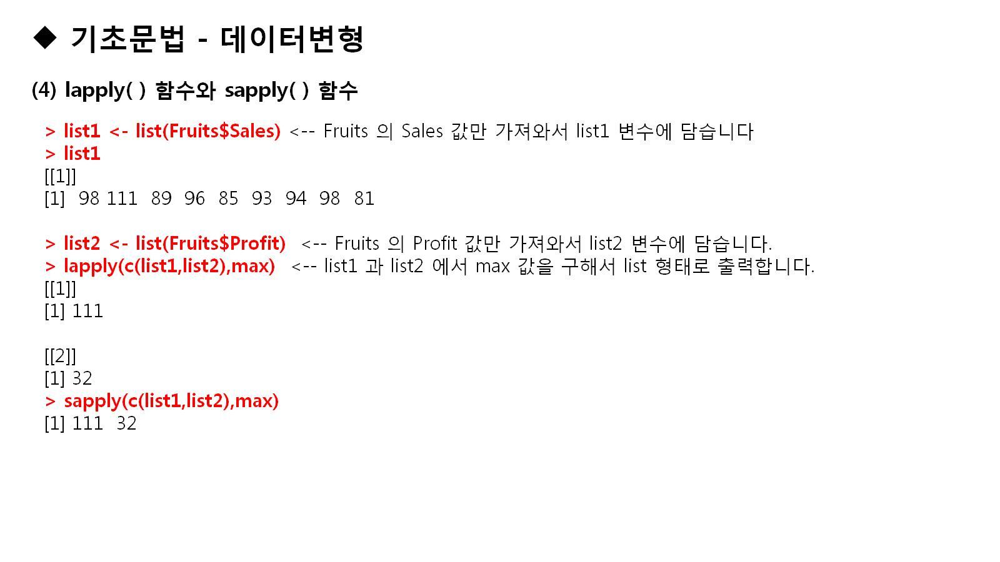 ◆ 기초문법 - 데이터변형
(4) lapply( ) 함수와 sapply( ) 함수
> list1 <- list(Fruits$Sales) <-- Fruits 의 Sales 값만 가져와서 list1 변수에 담습니다
> list1
[[1]]
[1]  98 111  89  96  85  93  94  98  81
> list2 <- list(Fruits$Profit)  <-- Fruits 의 Profit 값만 가져와서 list2 변수에 담습니다.
> lapply(c(list1,list2),max)  <-- list1 과 list2 에서 max 값을 구해서 list 형태로 출력합니다.
[[1]]
[1] 111
[[2]]
[1] 32
> sapply(c(list1,list2),max)
[1] 111  32